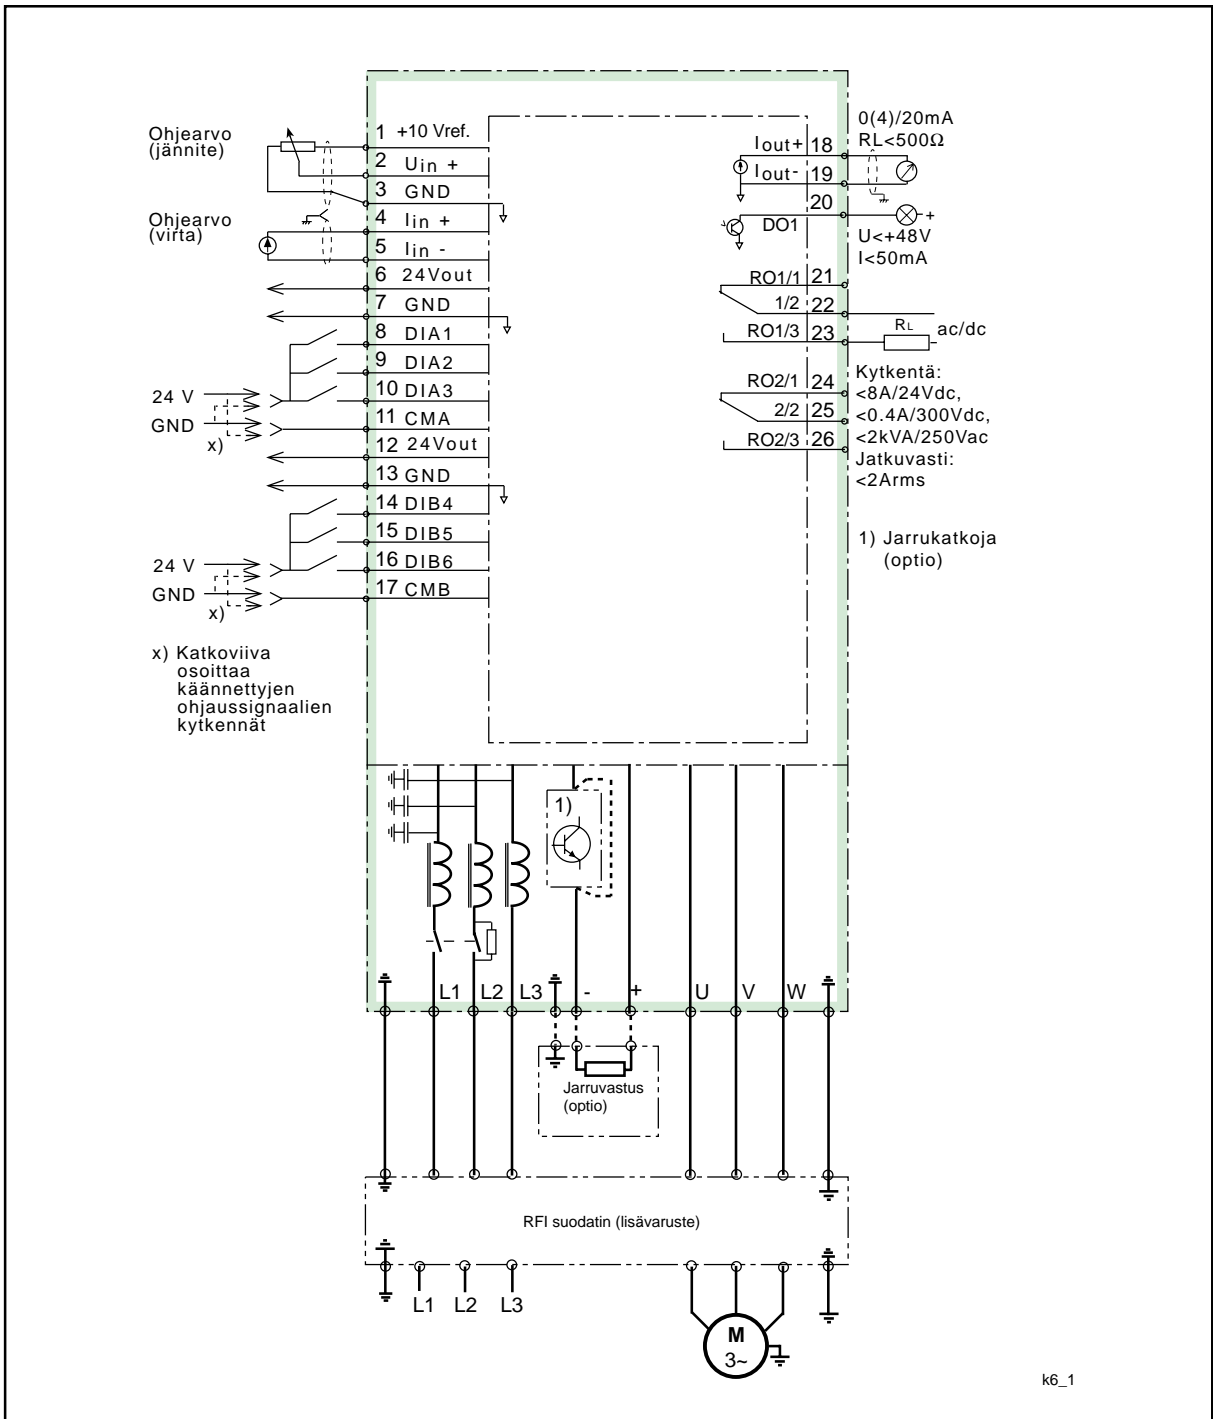 Ohjearvo
(jännite)
1 +10 Vref.
2 Uin +
3 GND
Ohjearvo
(virta)
4 Iin +
5 Iin -
6 24Vout
7 GND
8 DIA1
9 DIA2
10 DIA3
11 CMA
24 V
GND
x)
12 24Vout
13 GND
14 DIB4
15 DIB5
16 DIB6
17 CMB
24 V
GND
x)
x) Katkoviiva
osoittaa
käännettyjen
ohjaussignaalien
kytkennät
Iout+ 18
Iout- 19
20
DO1
0(4)/20mA
RL<500Ω
+
U<+48V
I<50mA
RO1/1 21
1/2 22
RO1/3 23
RL
ac/dc
RO2/1 24
2/2 25
RO2/3 26
Kytkentä:
<8A/24Vdc,
<0.4A/300Vdc,
<2kVA/250Vac
Jatkuvasti:
<2Arms
1) Jarrukatkoja
(optio)
1)
L1 L2 L3 - + U V W
Jarruvastus
(optio)
RFI suodatin (lisävaruste)
L1 L2 L3
M
3~
k6_1